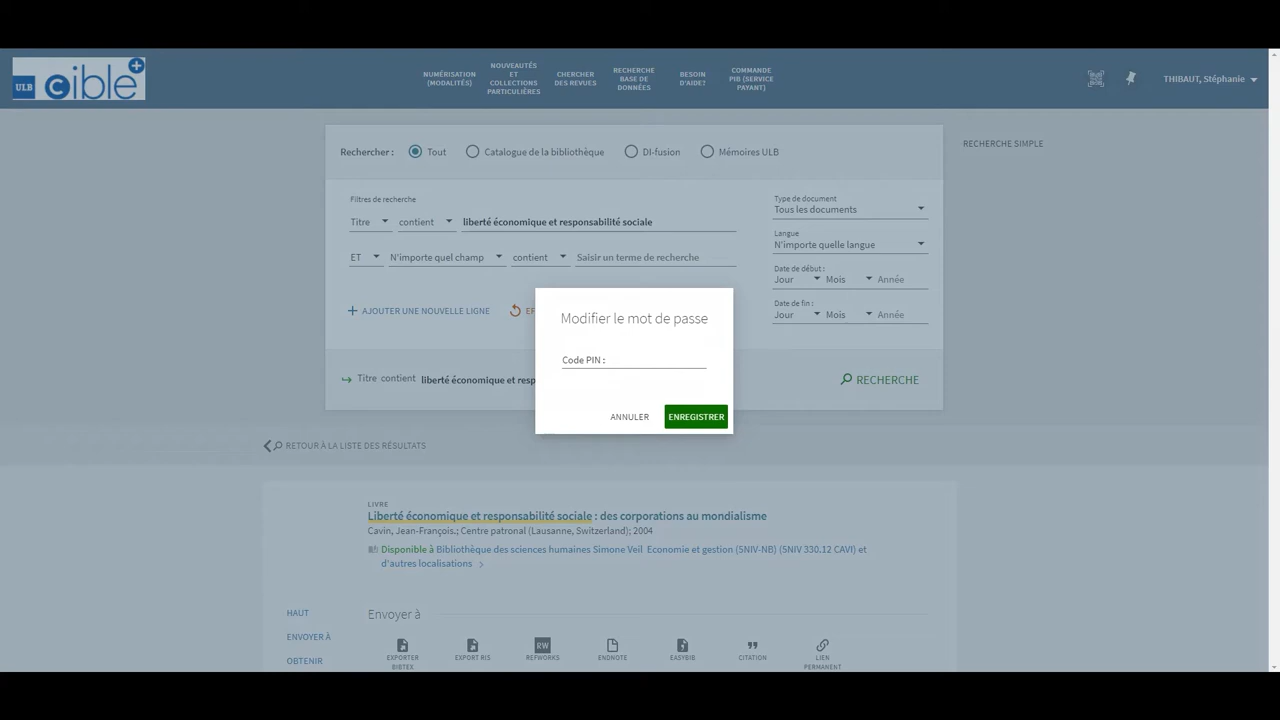 ULB cible+
NUMÉRISATION
(MODALITÉS)
NOUVEAUTÉS
ET
COLLECTIONS
PARTICULIÈRES
CHERCHER
DES REVUES
RECHERCHE
BASE DE
DONNÉES
BESOIN
D'AIDE?
COMMANDE
PIB (SERVICE
PAYANT)
THIBAUT, Stéphanie
Rechercher :
Tout
Catalogue de la bibliothèque
DI-fusion
Mémoires ULB
RECHERCHE SIMPLE
Filtres de recherche
Titre contient liberté économique et responsabilité sociale
ET N'importe quel champ contient Saisir un terme de recherche
Type de document
Tous les documents
Langue
N'importe quelle langue
Date de début :
Jour Mois Année
Date de fin :
Jour Mois Année
AJOUTER UNE NOUVELLE LIGNE
Modifier le mot de passe
Code PIN :
ANNULER ENREGISTRER
Titre contient liberté économique et resp
RECHERCHE
RETOUR À LA LISTE DES RÉSULTATS
LIVRE
Liberté économique et responsabilité sociale : des corporations au mondialisme
Cavin, Jean-François.; Centre patronal (Lausanne, Switzerland); 2004
Disponible à Bibliothèque des sciences humaines Simone Veil Economie et gestion (5NIV-NB) (5NIV 330.12 CAVI) et
d'autres localisations
HAUT
ENVOYER À
OBTENIR
Envoyer à
EXPORTER
BIBTEX
EXPORT RIS
RW
REFWORKS
ENDNOTE
EASYBIB
CITATION
LIEN
PERMANENT